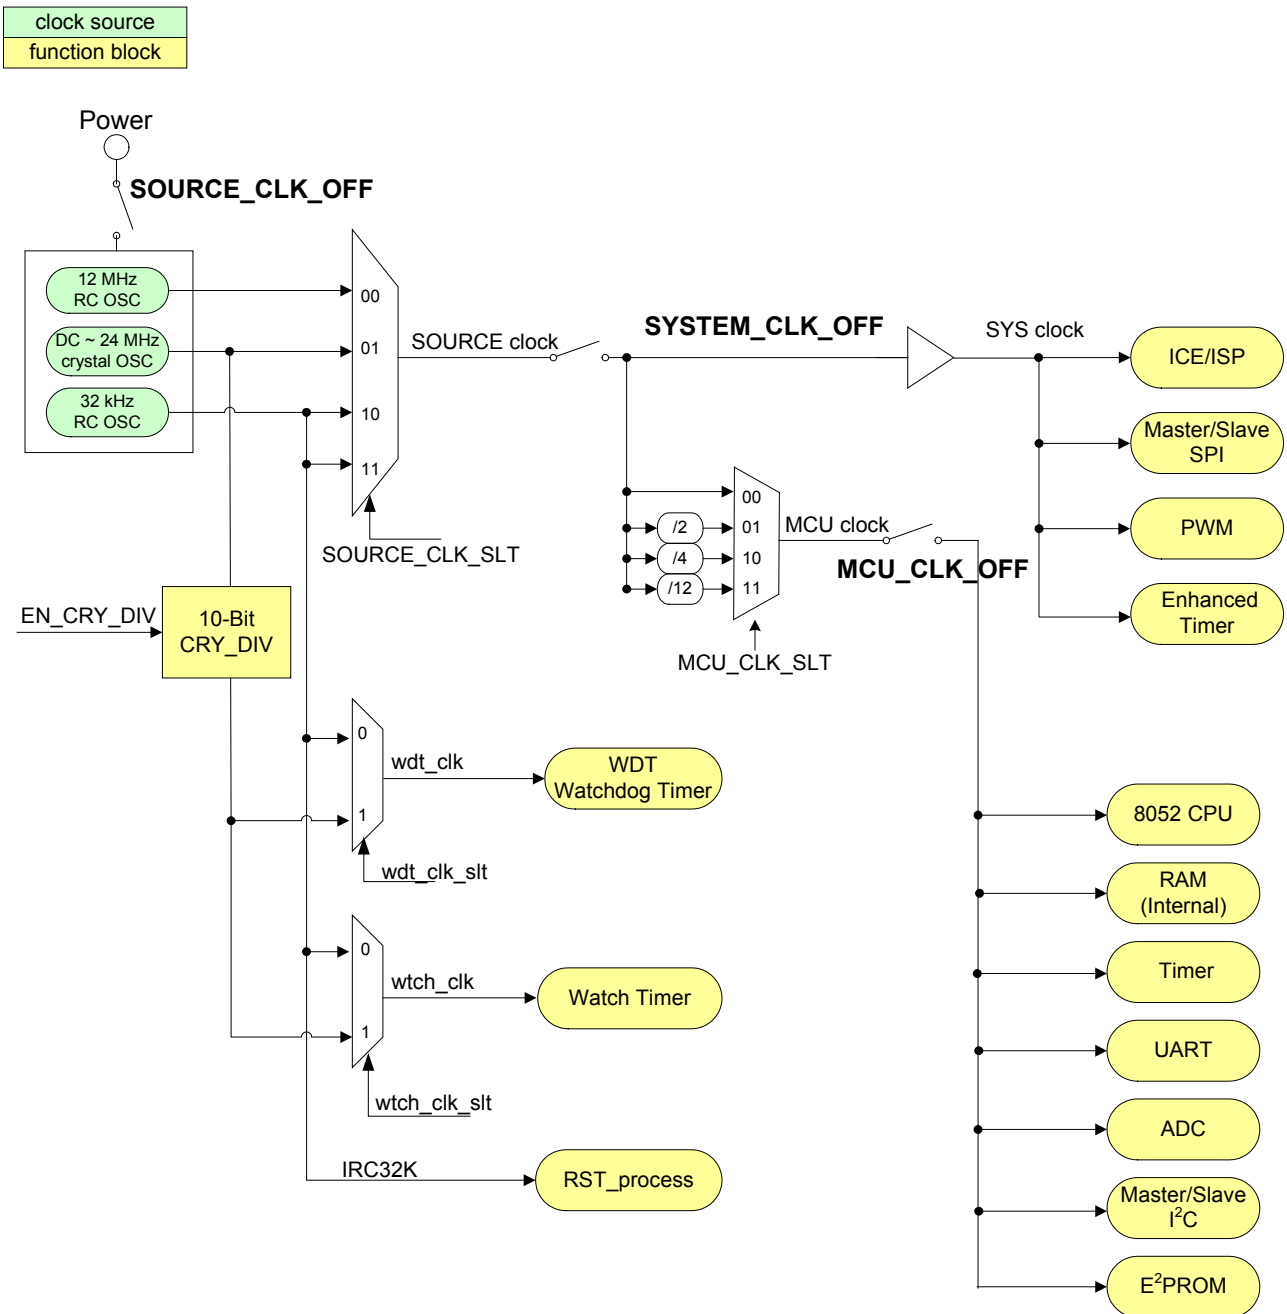 clock source
function block
Power
SOURCE_CLK_OFF
12 MHz
RC OSC
DC ~ 24 MHz
crystal OSC
32 kHz
RC OSC
00
01
10
11
SOURCE clock
SOURCE_CLK_SLT
SYSTEM_CLK_OFF
SYS clock
ICE/ISP
Master/Slave
SPI
PWM
Enhanced
Timer
/2
/4
/12
00
01
10
11
MCU clock
MCU_CLK_OFF
MCU_CLK_SLT
EN_CRY_DIV
10-Bit
CRY_DIV
0
1
wdt_clk
wdt_clk_slt
WDT
Watchdog Timer
0
1
wtch_clk
wtch_clk_slt
Watch Timer
IRC32K
RST_process
8052 CPU
RAM
(Internal)
Timer
UART
ADC
Master/Slave
I²C
E²PROM